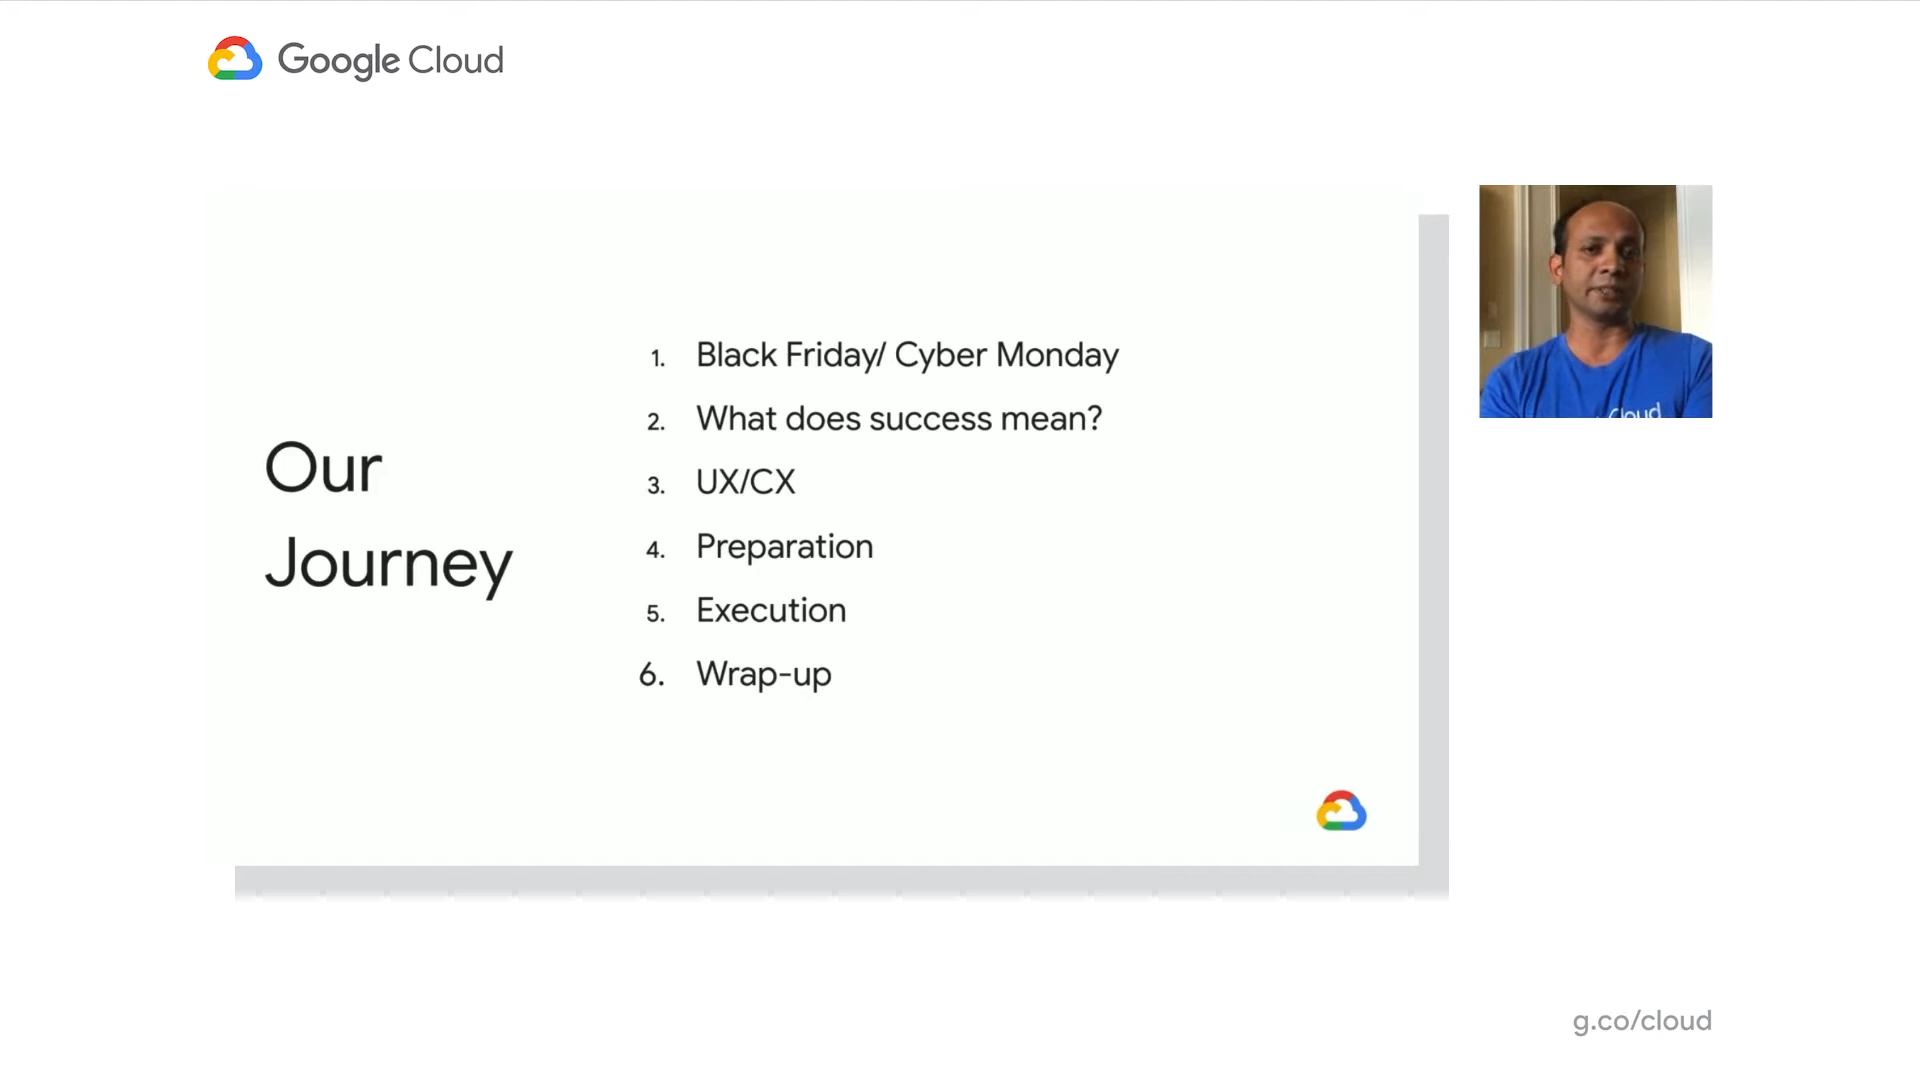 Google Cloud
Our
Journey
1. Black Friday/ Cyber Monday
2. What does success mean?
3. UX/CX
4. Preparation
5. Execution
6. Wrap-up
Cloud
g.co/cloud